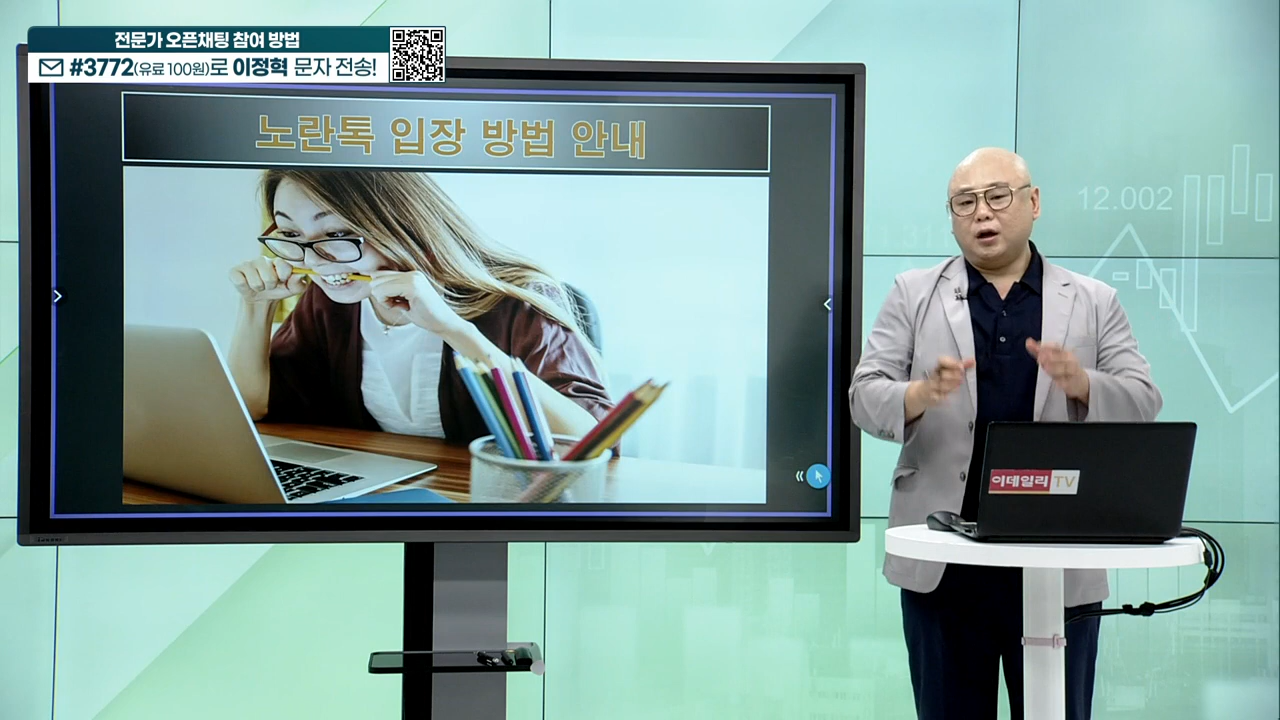 전문가 오픈채팅 참여 방법
#3772(유료 100원)로 이정혁 문자 전송!
노란톡 입장 방법 안내
12.002
이데일리TV